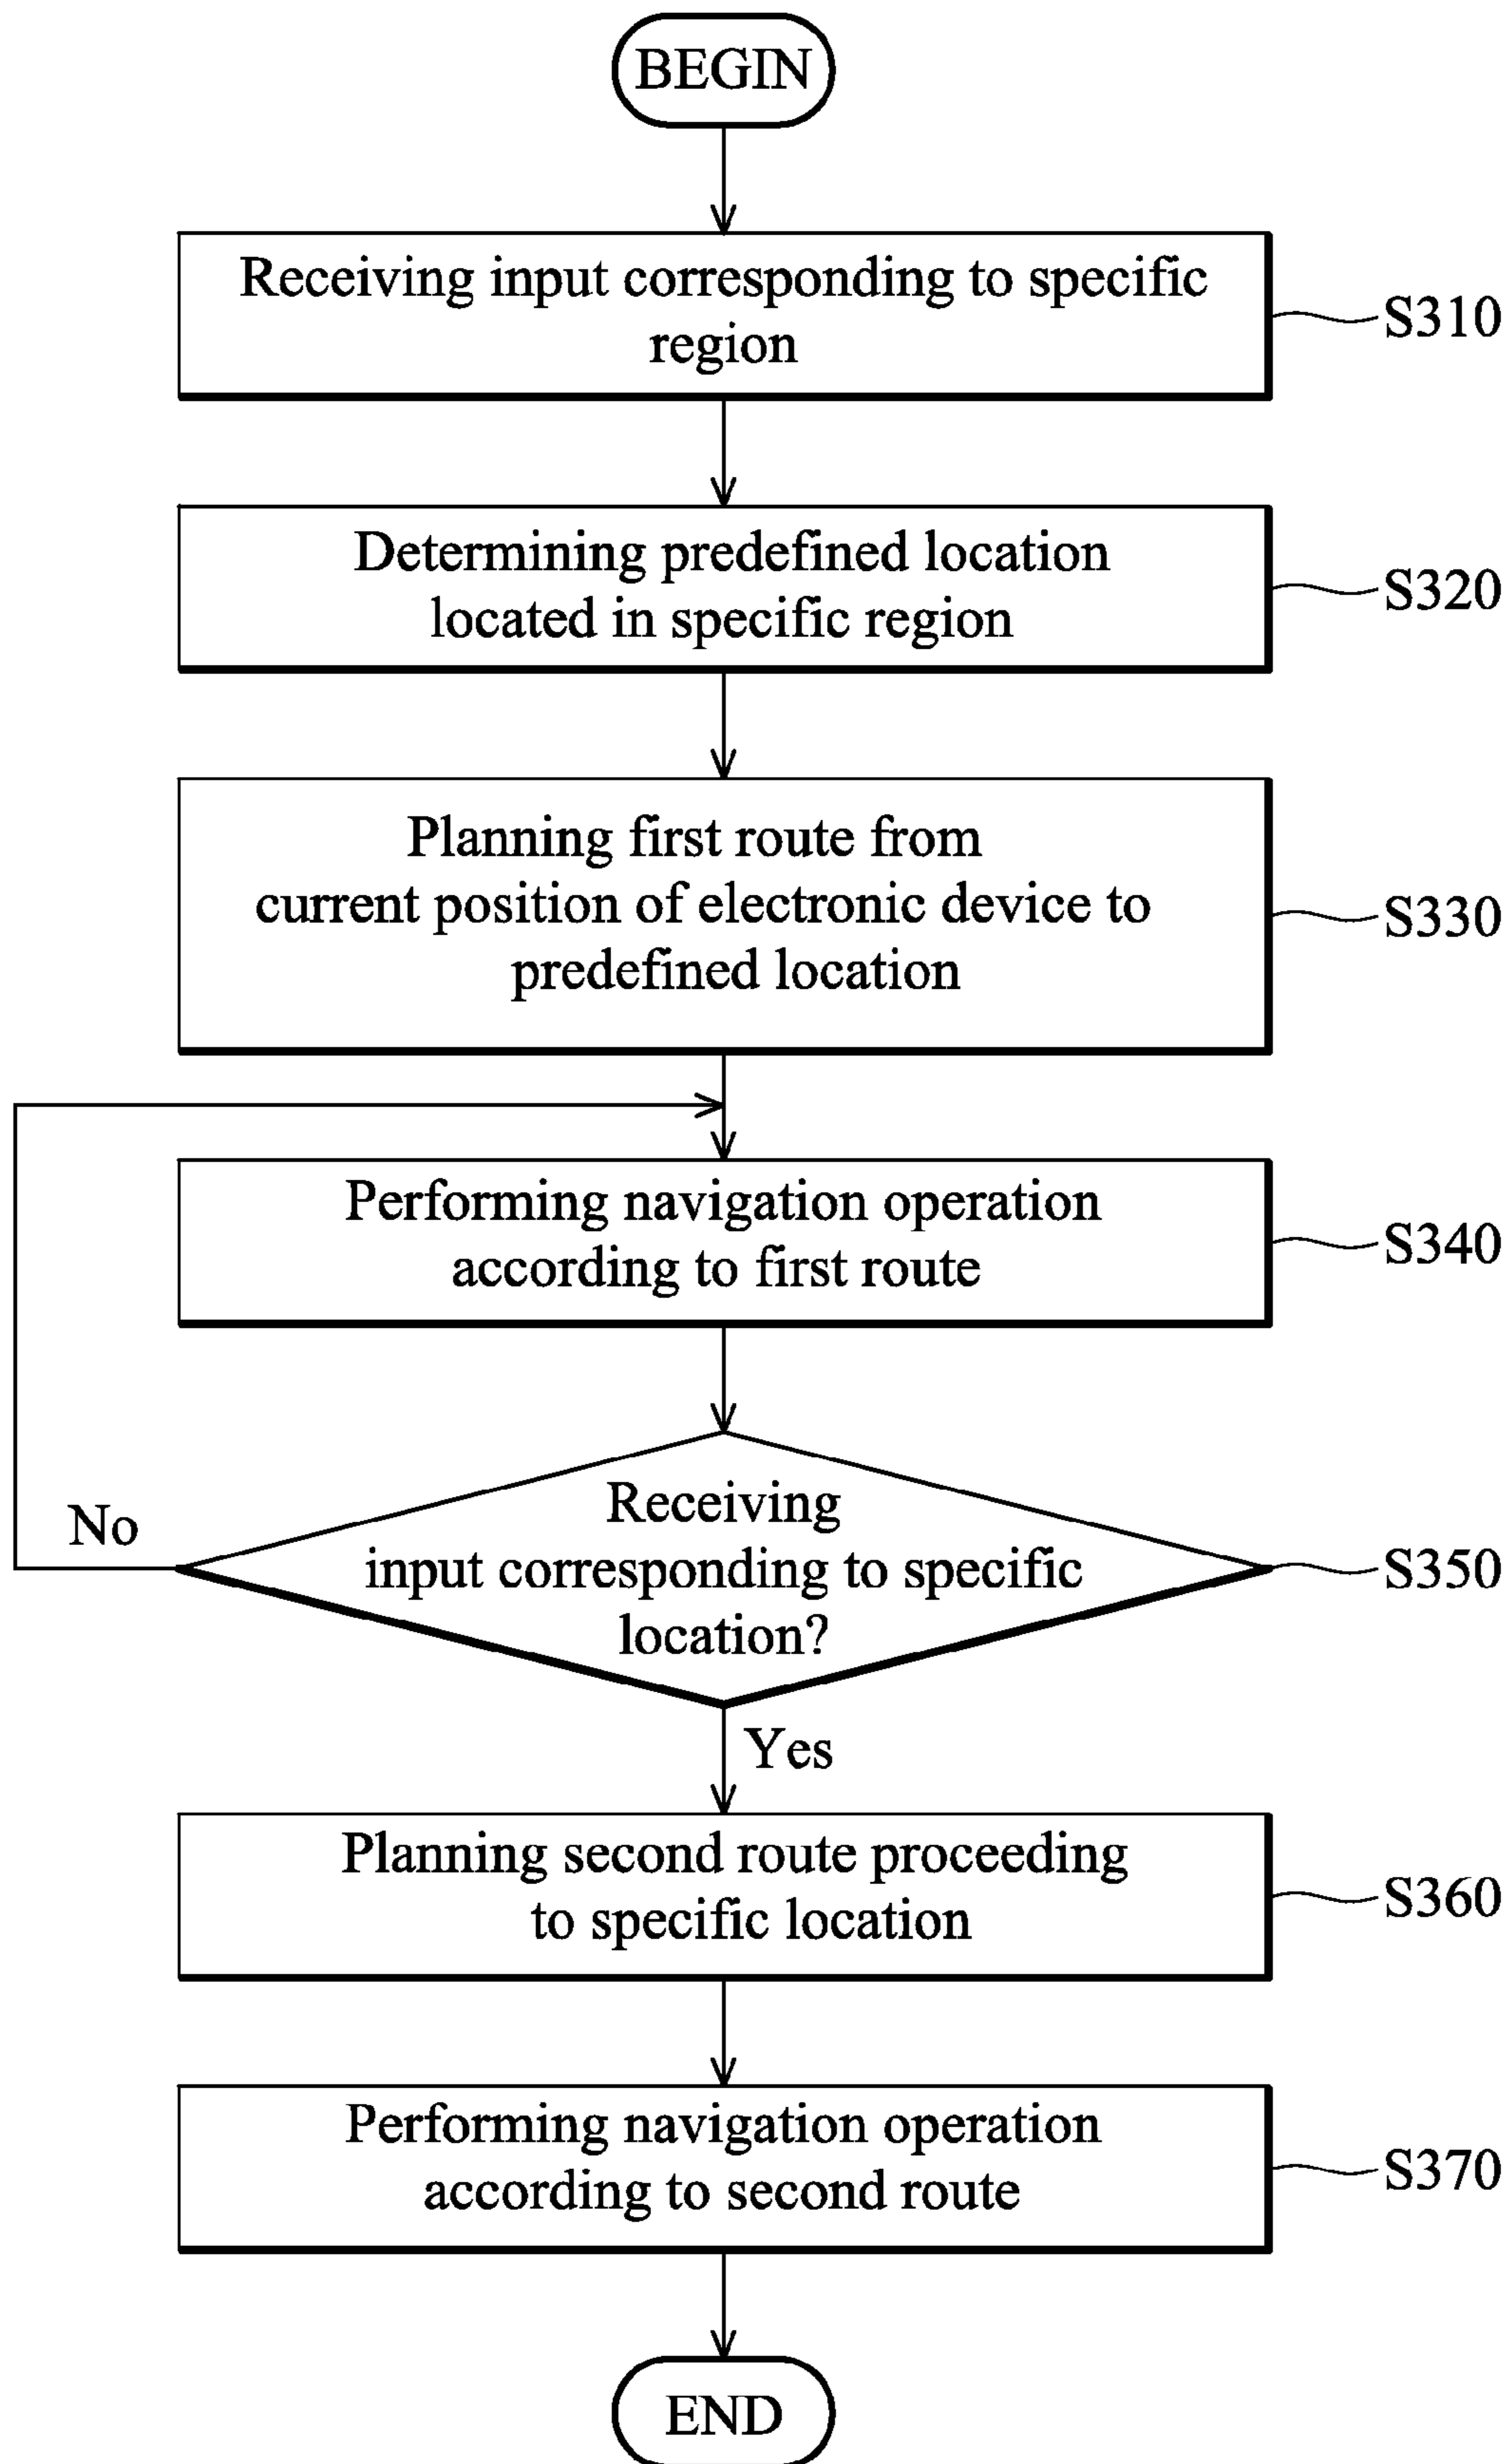 BEGIN
Receiving input corresponding to specific
region
S310
Determining predefined location
located in specific region
S320
Planning first route from
current position of electronic device to
predefined location
S330
Performing navigation operation
according to first route
S340
Receiving
input corresponding to specific
location?
S350
No
Yes
Planning second route proceeding
to specific location
S360
Performing navigation operation
according to second route
S370
END